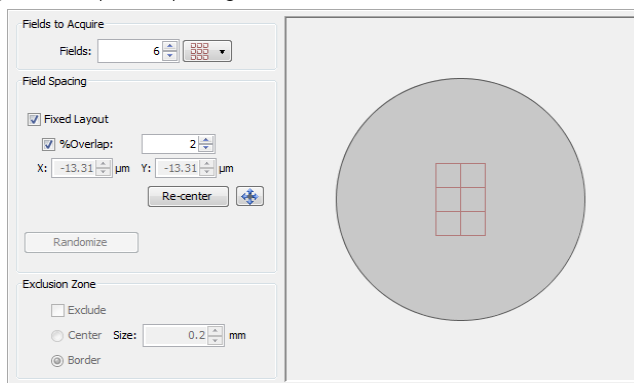 Fields to Acquire
Fields: 6
Field Spacing
Fixed Layout
%Overlap: 2
X: -13.31 µm Y: -13.31 µm
Re-center
Randomize
Exclusion Zone
Exclude
Center Size: 0.2 mm
Border